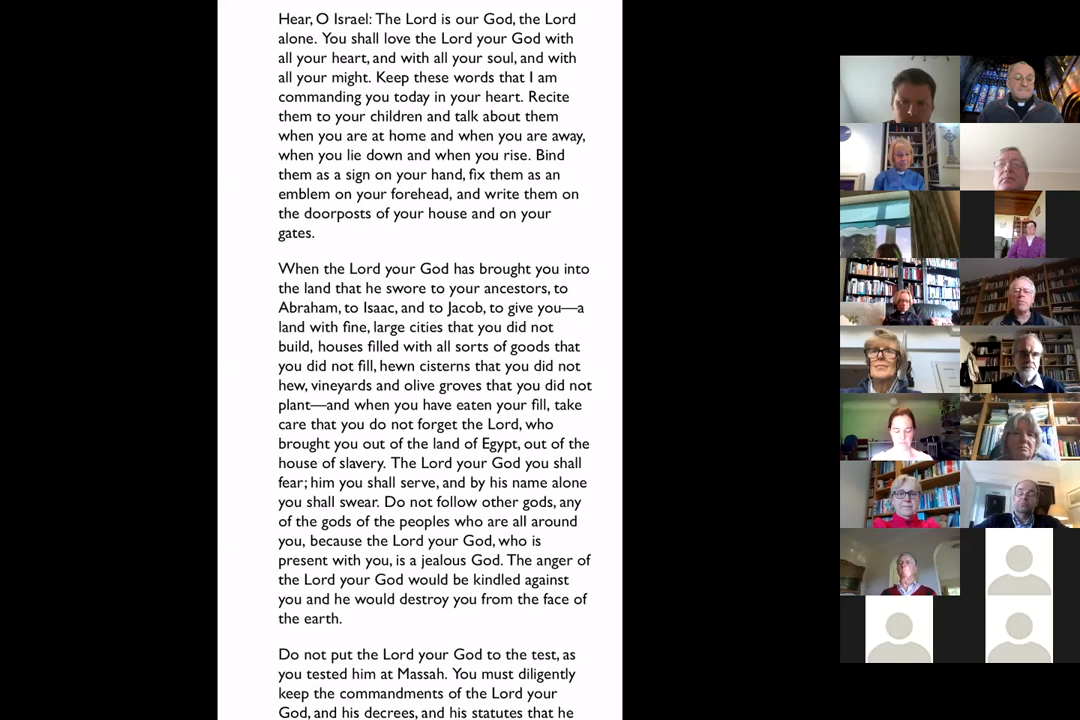 Hear, O Israel: The Lord is our God, the Lord
alone. You shall love the Lord your God with
all your heart, and with all your soul, and with
all your might. Keep these words that I am
commanding you today in your heart. Recite
them to your children and talk about them
when you are at home and when you are away,
when you lie down and when you rise. Bind
them as a sign on your hand, fix them as an
emblem on your forehead, and write them on
the doorposts of your house and on your
gates.
When the Lord your God has brought you into
the land that he swore to your ancestors, to
Abraham, to Isaac, and to Jacob, to give you—a
land with fine, large cities that you did not
build, houses filled with all sorts of goods that
you did not fill, hewn cisterns that you did not
hew, vineyards and olive groves that you did not
plant—and when you have eaten your fill, take
care that you do not forget the Lord, who
brought you out of the land of Egypt, out of the
house of slavery. The Lord your God you shall
fear; him you shall serve, and by his name alone
you shall swear. Do not follow other gods, any
of the gods of the peoples who are all around
you, because the Lord your God, who is
present with you, is a jealous God. The anger of
the Lord your God would be kindled against
you and he would destroy you from the face of
the earth.
Do not put the Lord your God to the test, as
you tested him at Massah. You must diligently
keep the commandments of the Lord your
God, and his decrees, and his statutes that he